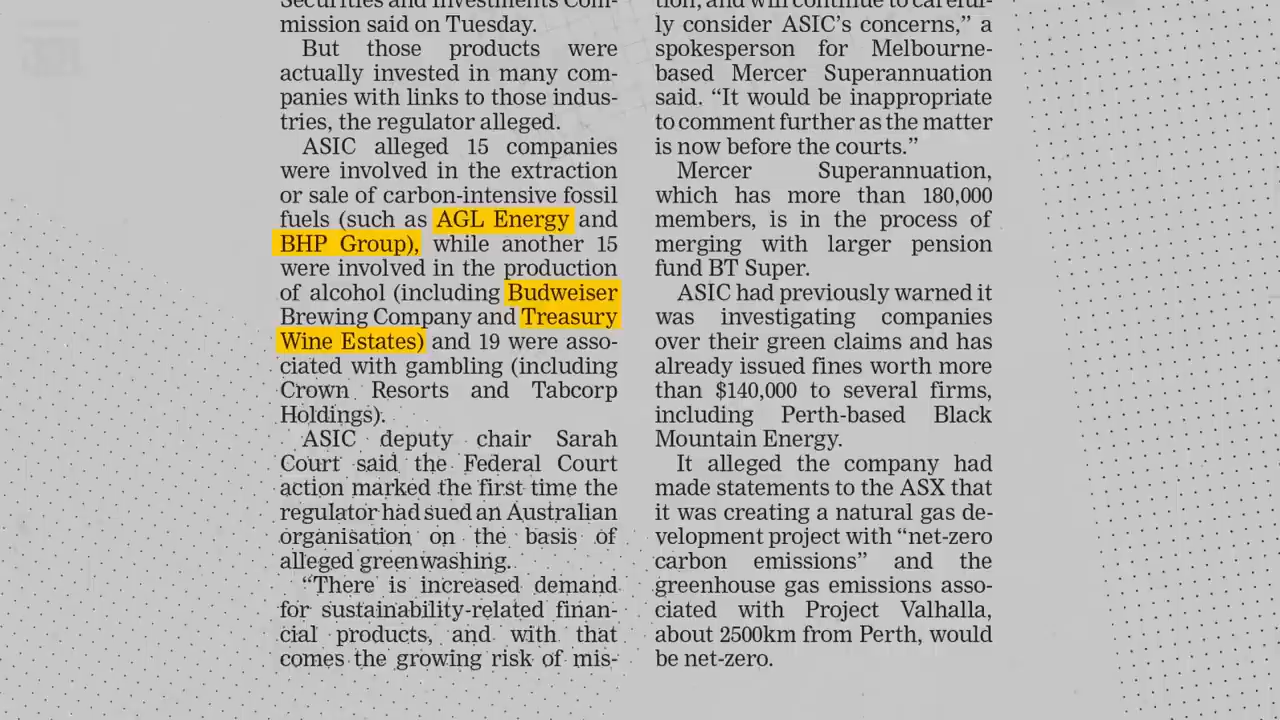 Securities and Investments Com-
mission said on Tuesday.
But those products were
actually invested in many com-
panies with links to those indus-
tries, the regulator alleged.
ASIC alleged 15 companies
were involved in the extraction
or sale of carbon-intensive fossil
fuels (such as AGL Energy and
BHP Group), while another 15
were involved in the production
of alcohol (including Budweiser
Brewing Company and Treasury
Wine Estates) and 19 were asso-
ciated with gambling (including
Crown Resorts and Tabcorp
Holdings).
ASIC deputy chair Sarah
Court said the Federal Court
action marked the first time the
regulator had sued an Australian
organisation on the basis of
alleged greenwashing.
“There is increased demand
for sustainability-related finan-
cial products, and with that
comes the growing risk of mis-
tion, and will continue to careful-
ly consider ASIC’s concerns,” a
spokesperson for Melbourne-
based Mercer Superannuation
said. “It would be inappropriate
to comment further as the matter
is now before the courts.”
Mercer Superannuation,
which has more than 180,000
members, is in the process of
merging with larger pension
fund BT Super.
ASIC had previously warned it
was investigating companies
over their green claims and has
already issued fines worth more
than $140,000 to several firms,
including Perth-based Black
Mountain Energy.
It alleged the company had
made statements to the ASX that
it was creating a natural gas de-
velopment project with “net-zero
carbon emissions” and the
greenhouse gas emissions asso-
ciated with Project Valhalla,
about 2500km from Perth, would
be net-zero.